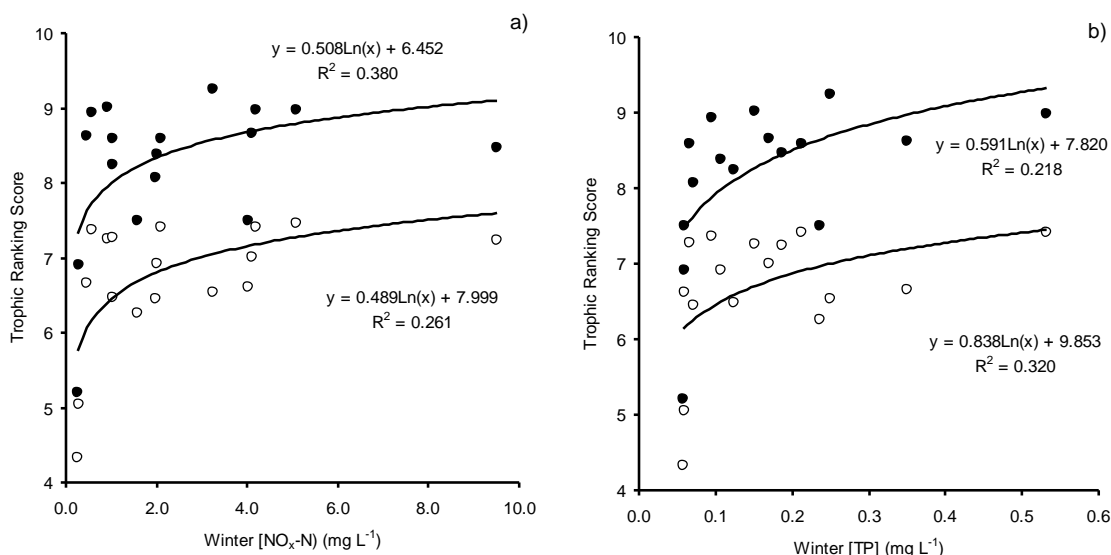 a)
y = 0.508Ln(x) + 6.452
R² = 0.380
y = 0.489Ln(x) + 7.999
R² = 0.261
Trophic Ranking Score
10
9
8
7
6
5
4
0.0 2.0 4.0 6.0 8.0 10.0
Winter [NOₓ-N) (mg L⁻¹)
b)
y = 0.591Ln(x) + 7.820
R² = 0.218
y = 0.838Ln(x) + 9.853
R² = 0.320
Trophic Ranking Score
10
9
8
7
6
5
4
0.0 0.1 0.2 0.3 0.4 0.5 0.6
Winter [TP] (mg L⁻¹)